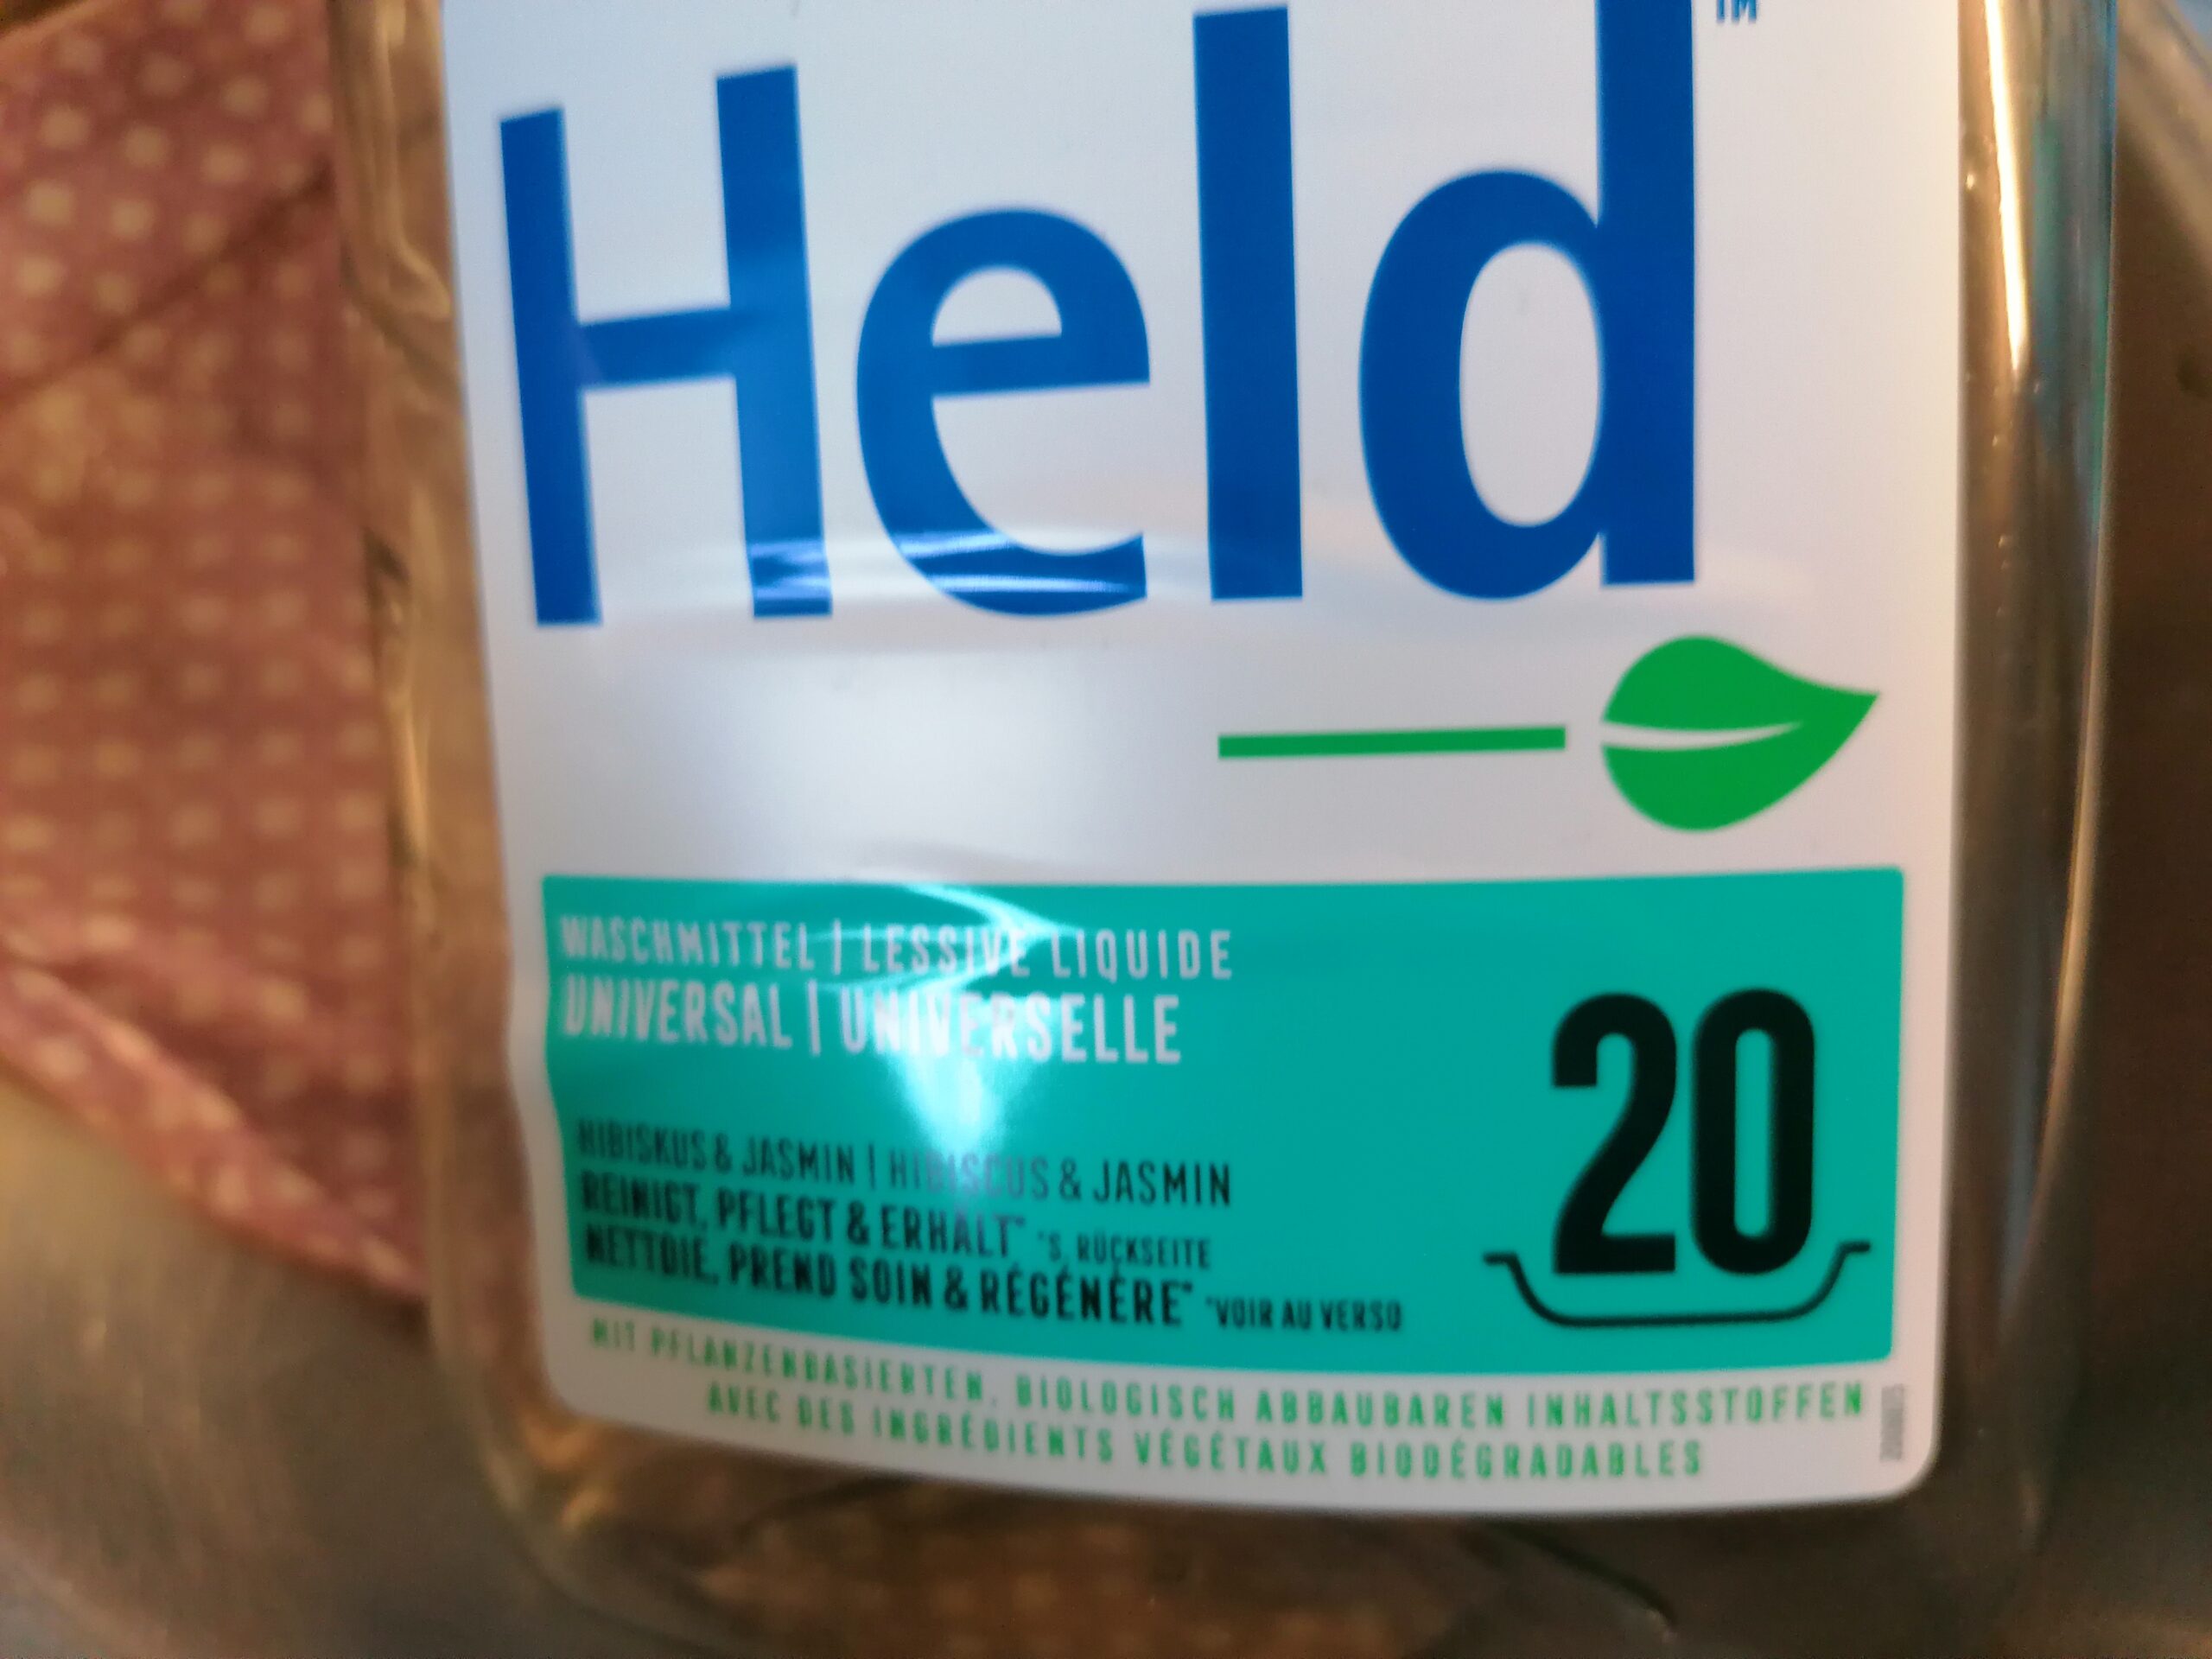 Held™
WASCHMITTEL | LESSIVE LIQUIDE
UNIVERSAL | UNIVERSELLE
20
HIBISKUS & JASMIN | HIBISCUS & JASMIN
REINIGT, PFLEGT & ERHÄLT* *S. RÜCKSEITE
NETTOIE, PREND SOIN & RÉGÉNÈRE* *VOIR AU VERSO
MIT PFLANZENBASIERTEN, BIOLOGISCH ABBAUBAREN INHALTSSTOFFEN
AVEC DES INGRÉDIENTS VÉGÉTAUX BIODÉGRADABLES